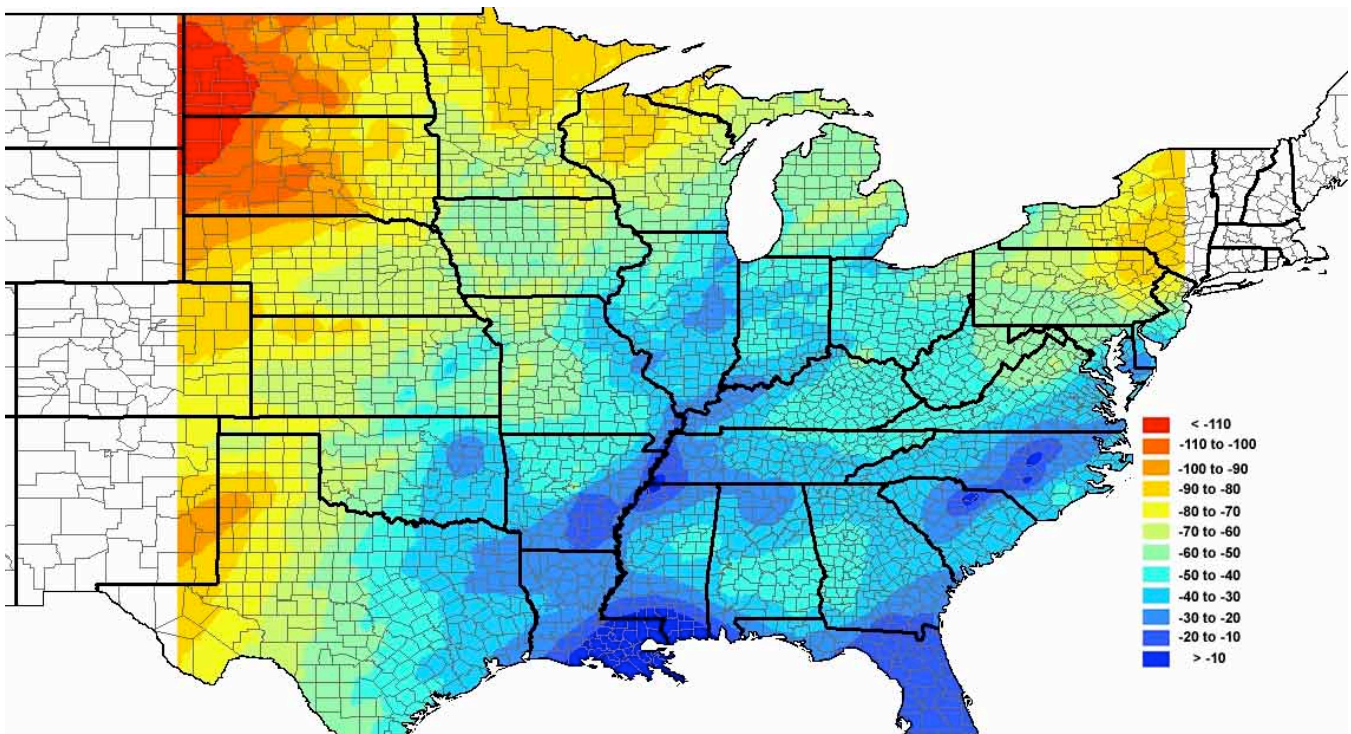 < -110
-110 to -100
-100 to -90
-90 to -80
-80 to -70
-70 to -60
-60 to -50
-50 to -40
-40 to -30
-30 to -20
-20 to -10
> -10